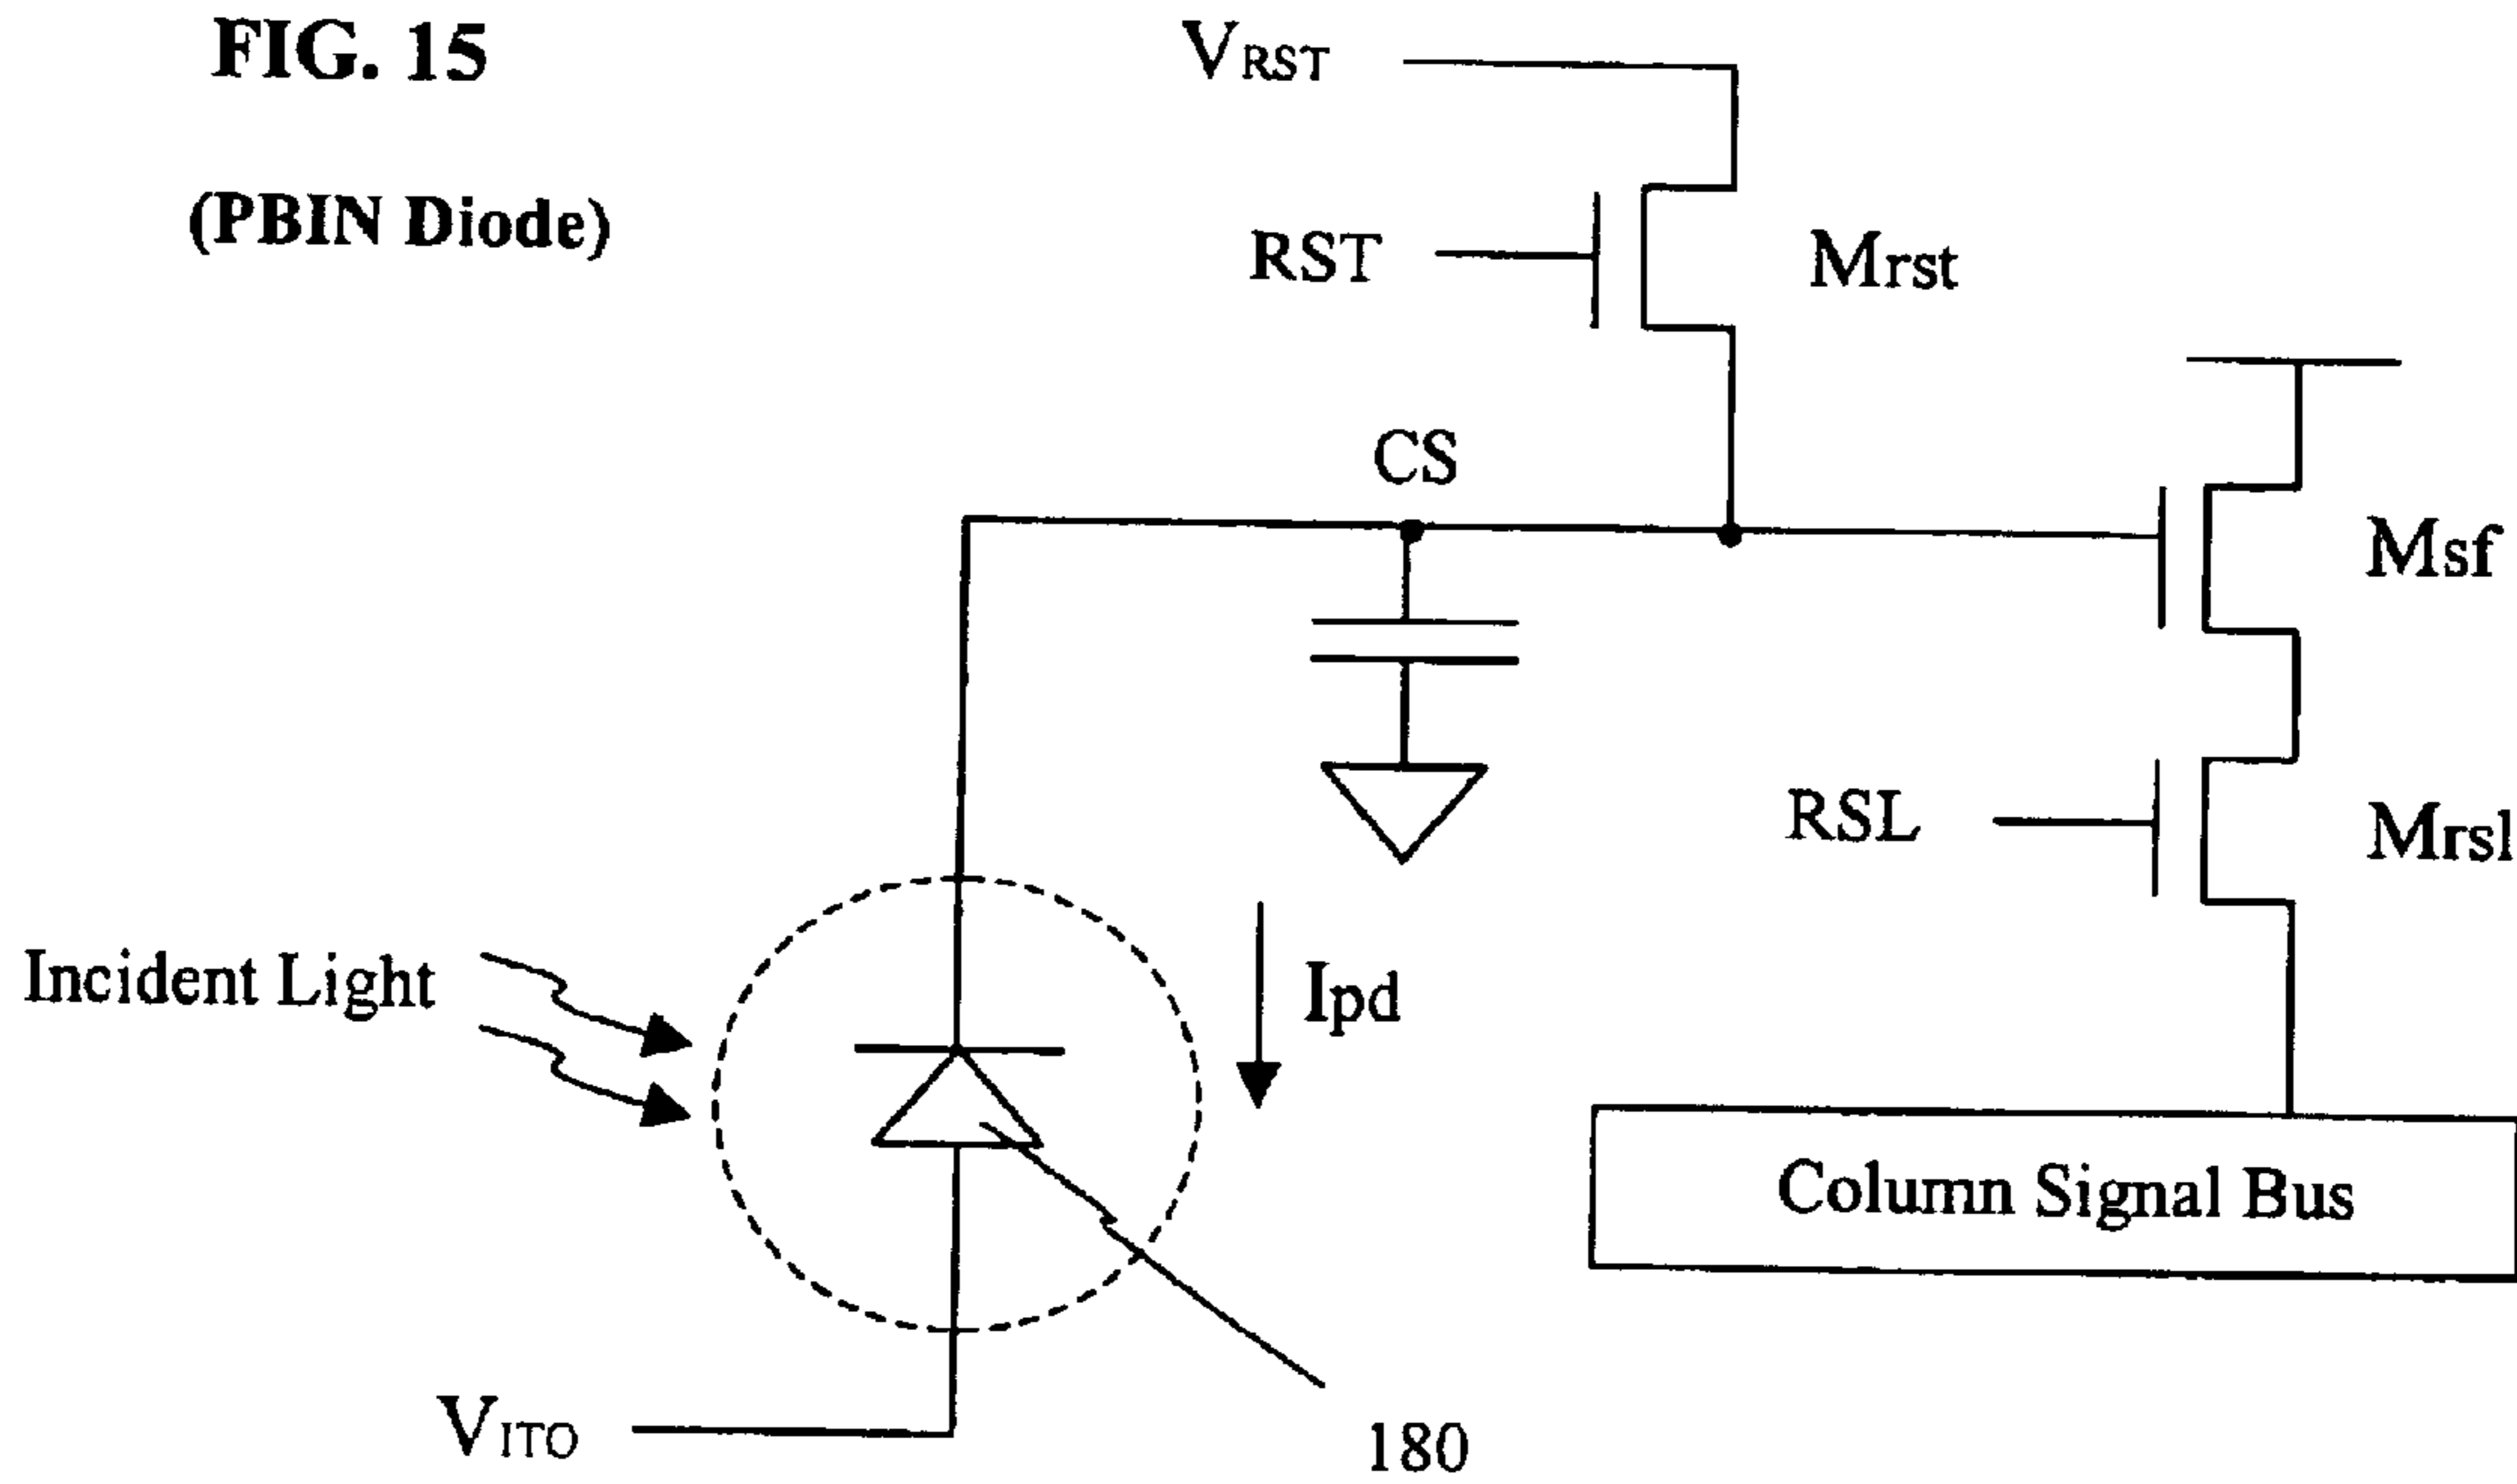 FIG. 15
(PBIN Diode)
VRST
RST
Mrst
CS
Msf
RSL
Mrsl
Incident Light
Ipd
Column Signal Bus
VITO
180